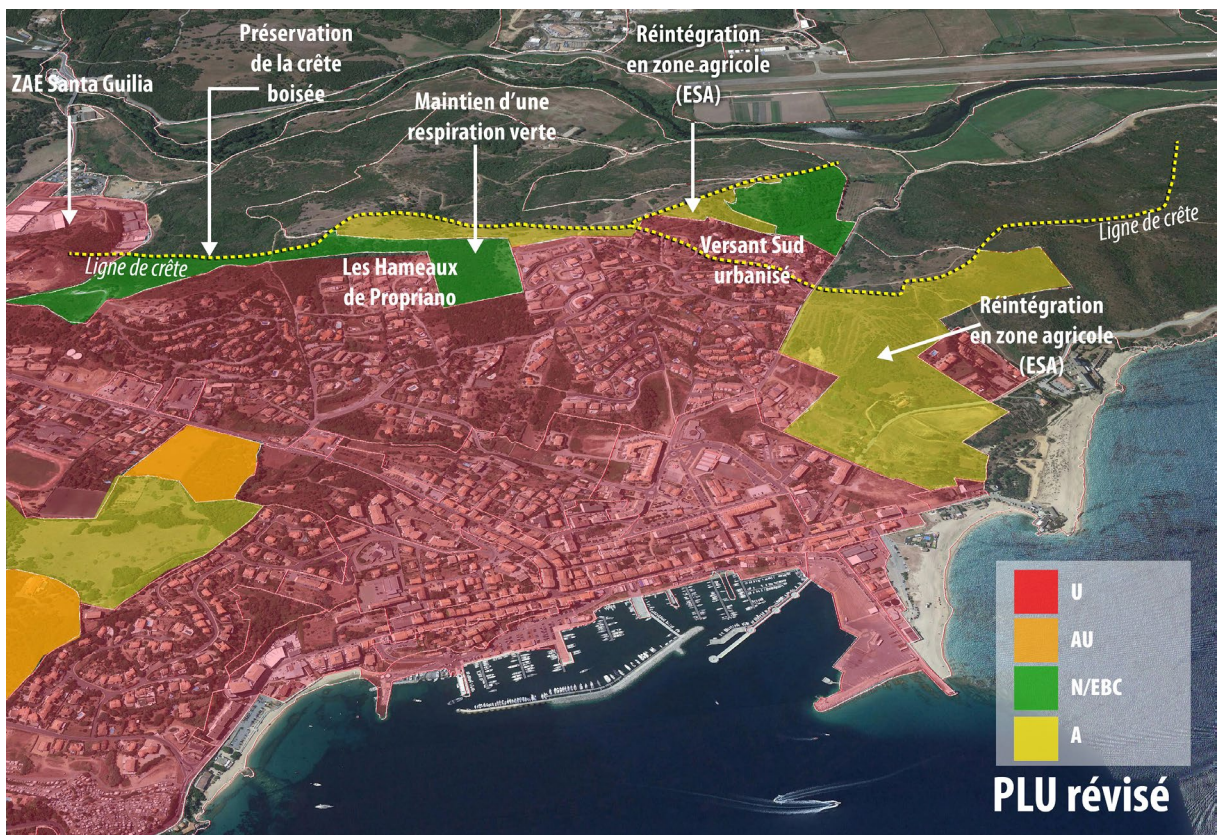 Préservation
de la crête
boisée
Réintégration
en zone agricole
(ESA)
ZAE Santa Guilia
Maintien d'une
respiration verte
Ligne de crête
Ligne de crête
Versant Sud
urbanisé
Les Hameaux
de Propriano
Réintégration
en zone agricole
(ESA)
U
AU
N/EBC
A
PLU révisé